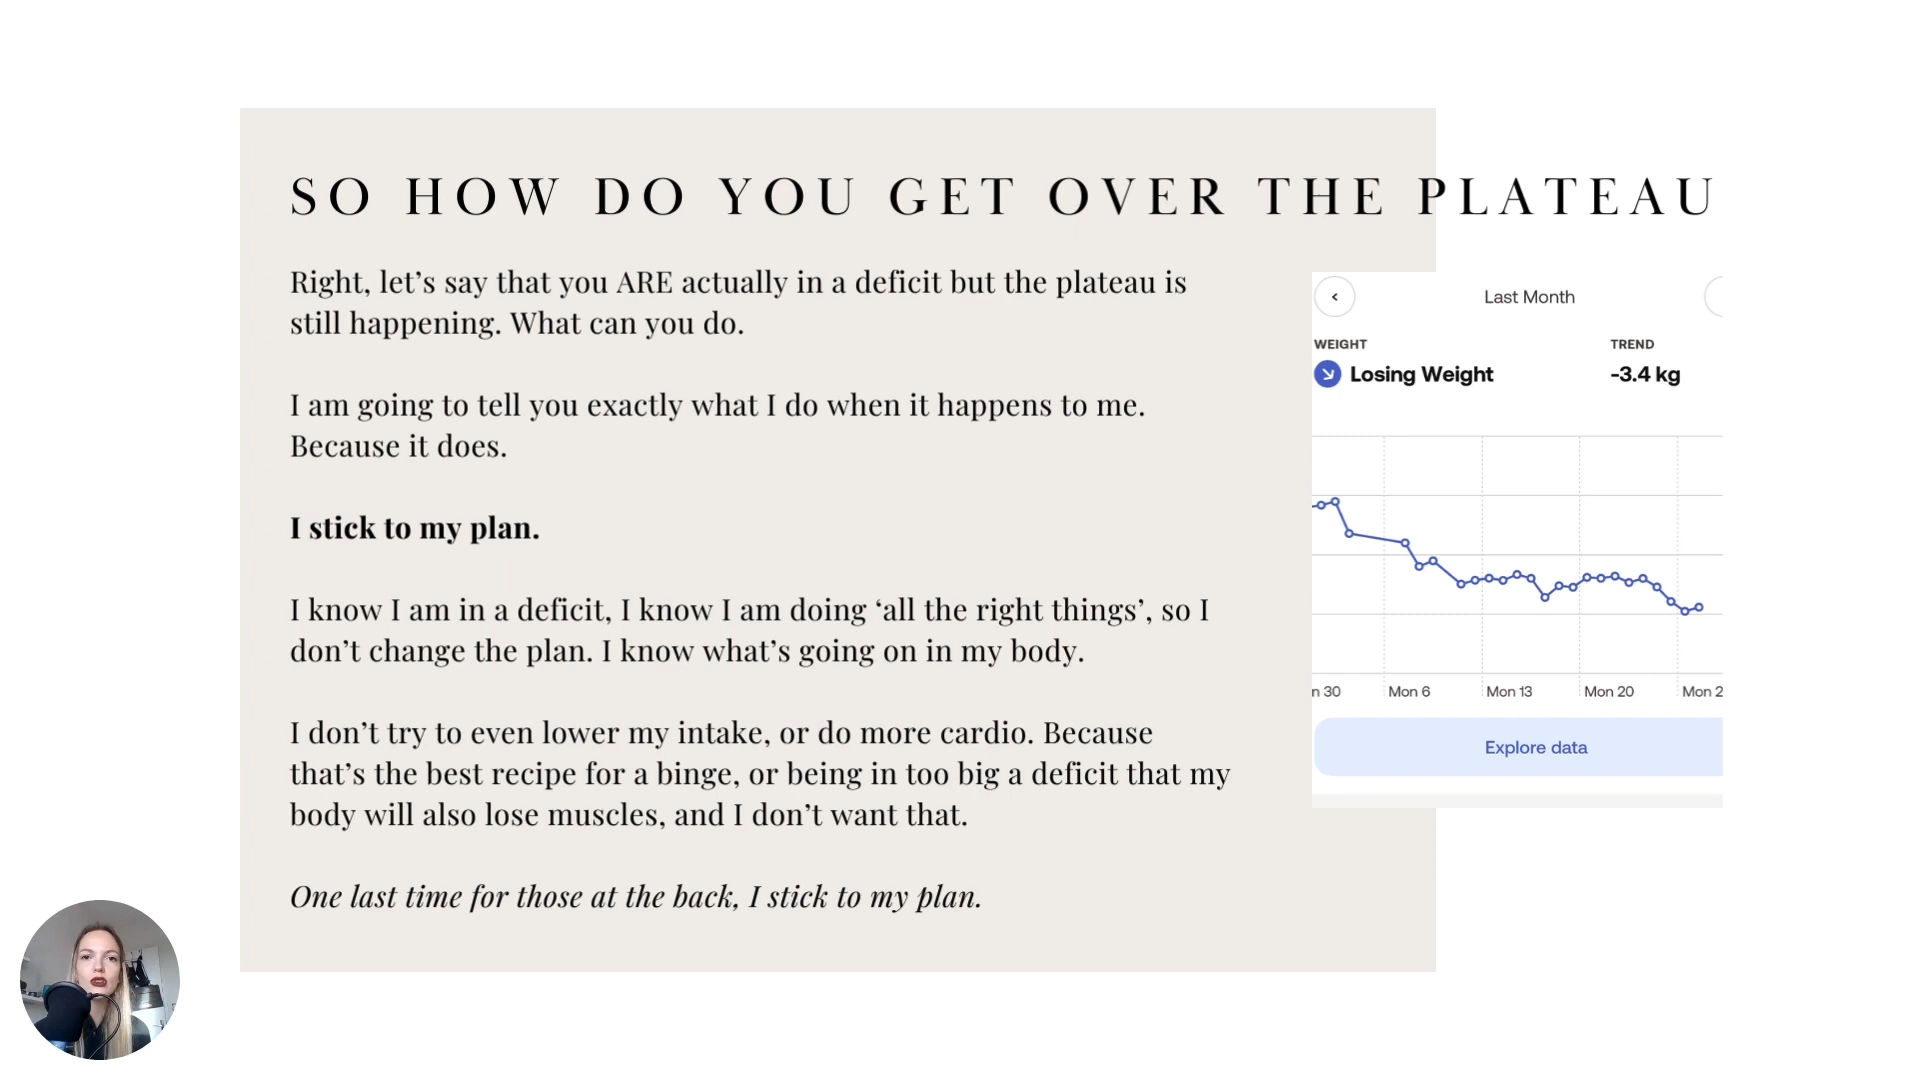 SO HOW DO YOU GET OVER THE PLATEAU
Right, let’s say that you ARE actually in a deficit but the plateau is
still happening. What can you do.
I am going to tell you exactly what I do when it happens to me.
Because it does.
I stick to my plan.
I know I am in a deficit, I know I am doing ‘all the right things’, so I
don’t change the plan. I know what’s going on in my body.
I don’t try to even lower my intake, or do more cardio. Because
that’s the best recipe for a binge, or being in too big a deficit that my
body will also lose muscles, and I don’t want that.
One last time for those at the back, I stick to my plan.
Last Month
WEIGHT TREND
Losing Weight -3.4 kg
n 30 Mon 6 Mon 13 Mon 20 Mon 2
Explore data